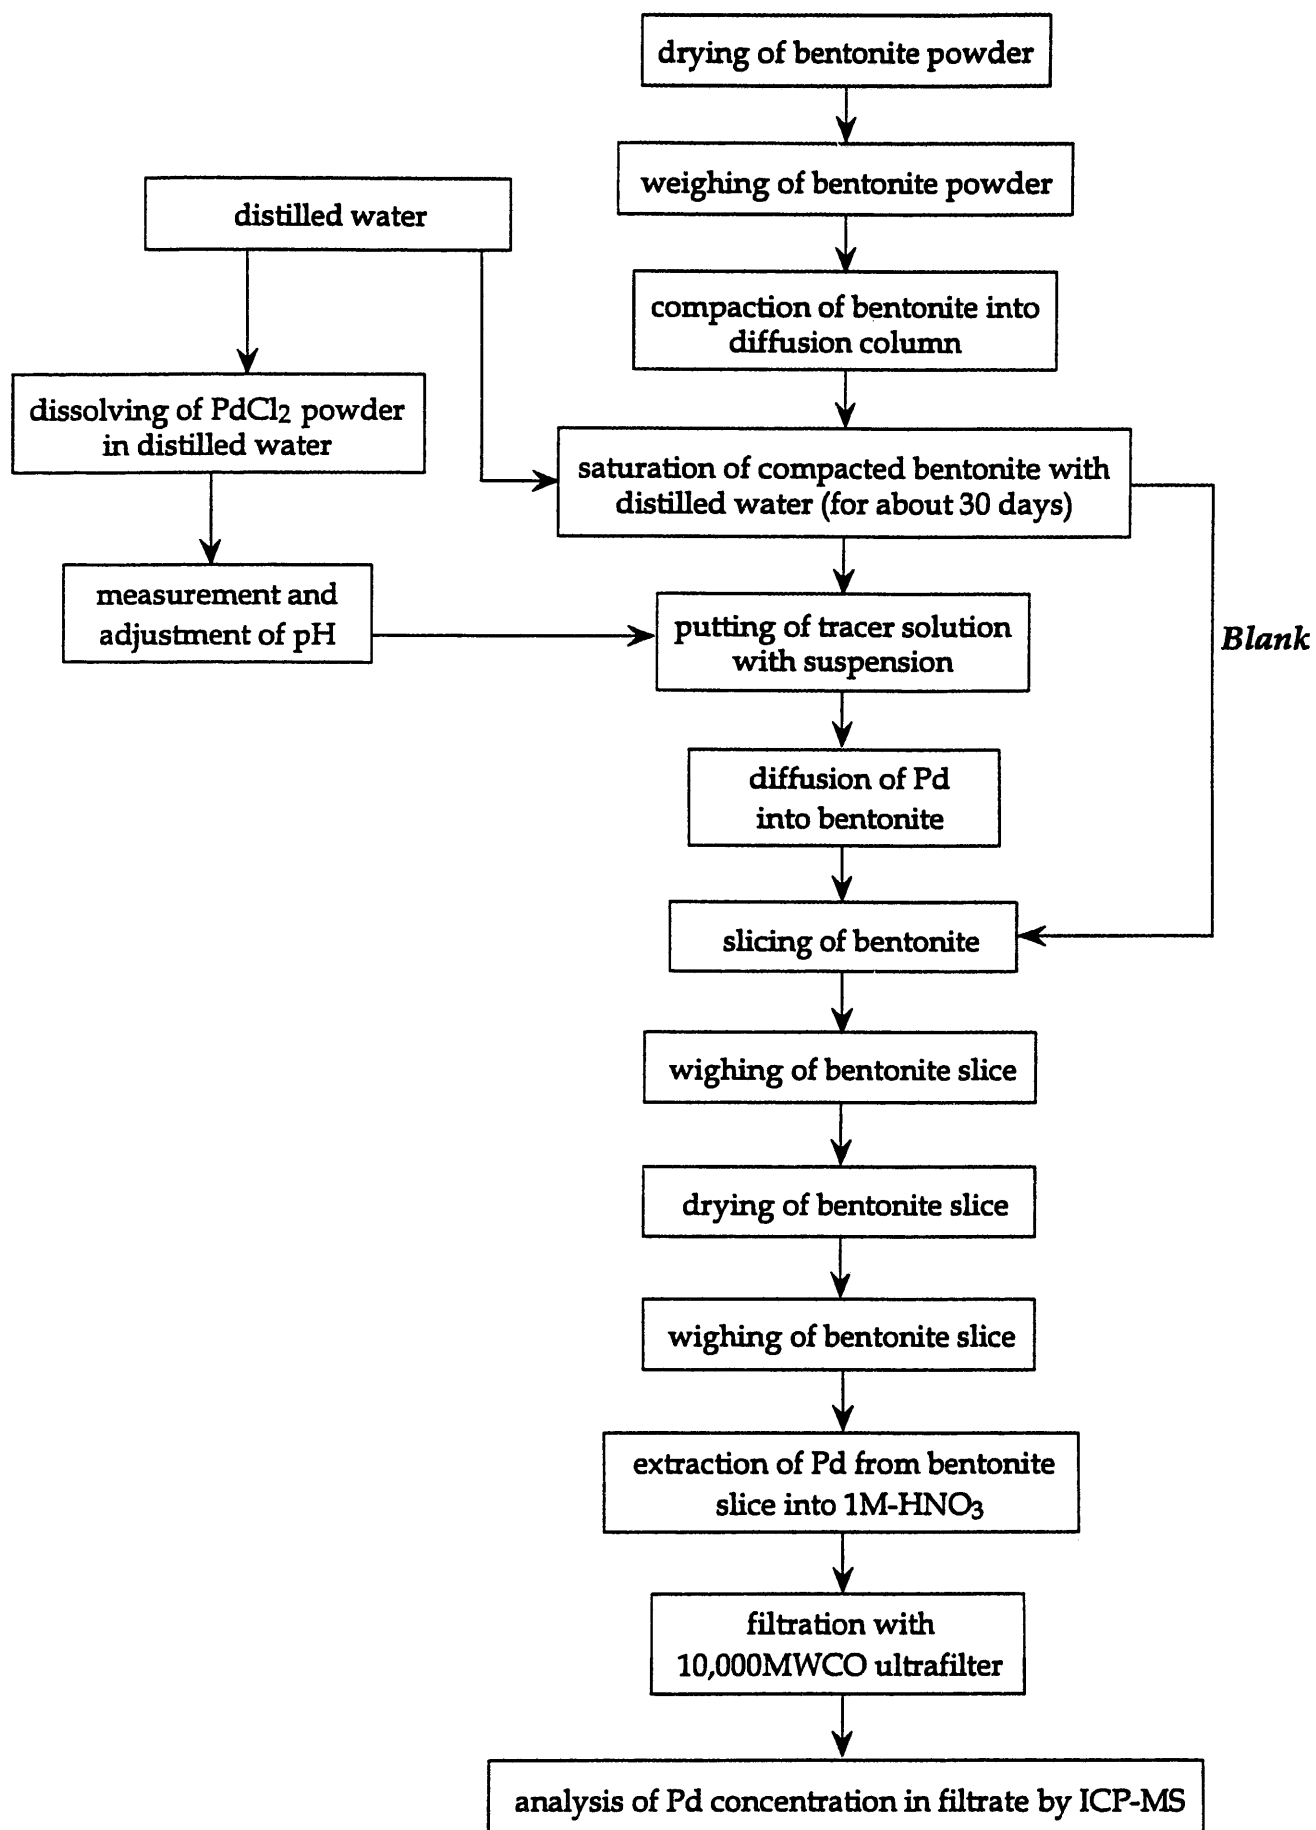 drying of bentonite powder
weighing of bentonite powder
distilled water
compaction of bentonite into
diffusion column
dissolving of PdCl2 powder
in distilled water
saturation of compacted bentonite with
distilled water (for about 30 days)
measurement and
adjustment of pH
putting of tracer solution
with suspension
Blank
diffusion of Pd
into bentonite
slicing of bentonite
wighing of bentonite slice
drying of bentonite slice
wighing of bentonite slice
extraction of Pd from bentonite
slice into 1M-HNO3
filtration with
10,000MWCO ultrafilter
analysis of Pd concentration in filtrate by ICP-MS